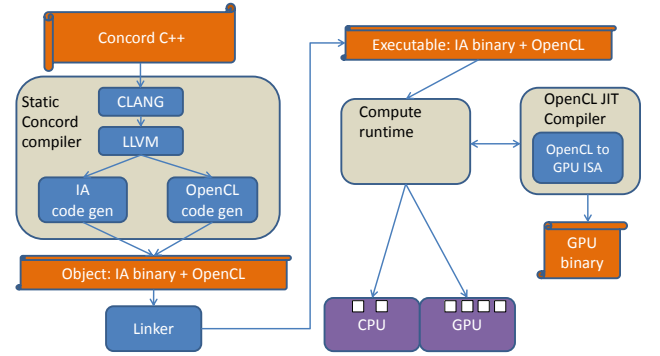 Concord C++
Static
Concord
compiler
CLANG
LLVM
IA
code gen
OpenCL
code gen
Object: IA binary + OpenCL
Linker
Executable: IA binary + OpenCL
Compute
runtime
OpenCL JIT
Compiler
OpenCL to
GPU ISA
GPU
binary
CPU
GPU